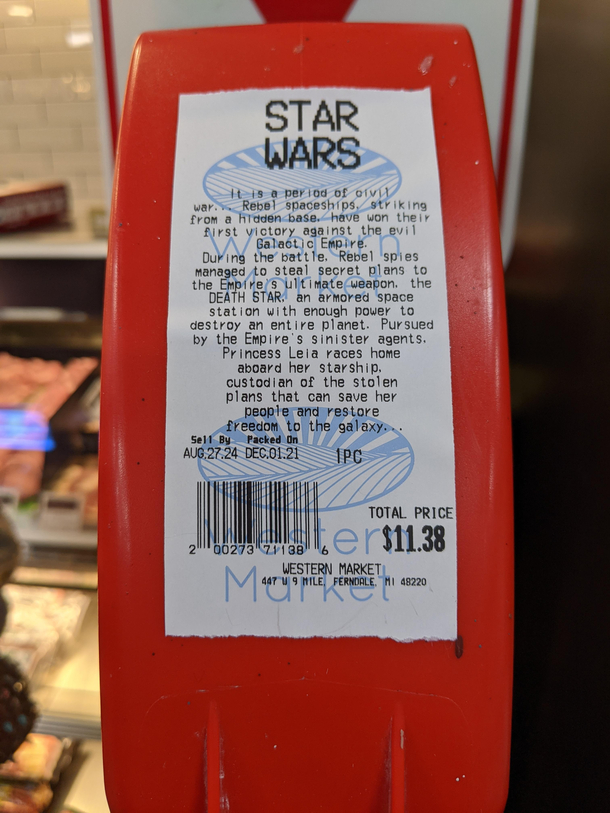 STAR
WARS
It is a period of civil
war... Rebel spaceships, striking
from a hidden base, have won their
first victory against the evil
Galactic Empire.
During the battle, Rebel spies
managed to steal secret plans to
the Empire's ultimate weapon, the
DEATH STAR, an armored space
station with enough power to
destroy an entire planet. Pursued
by the Empire's sinister agents,
Princess Leia races home
aboard her starship,
custodian of the stolen
plans that can save her
people and restore
freedom to the galaxy...
Sell By Packed On
AUG.27.24 DEC.01.21 1PC
TOTAL PRICE
$11.38
2 00273 71138 6
WESTERN MARKET
447 W 9 MILE, FERNDALE, MI 48220
Western
Market
Western
Market